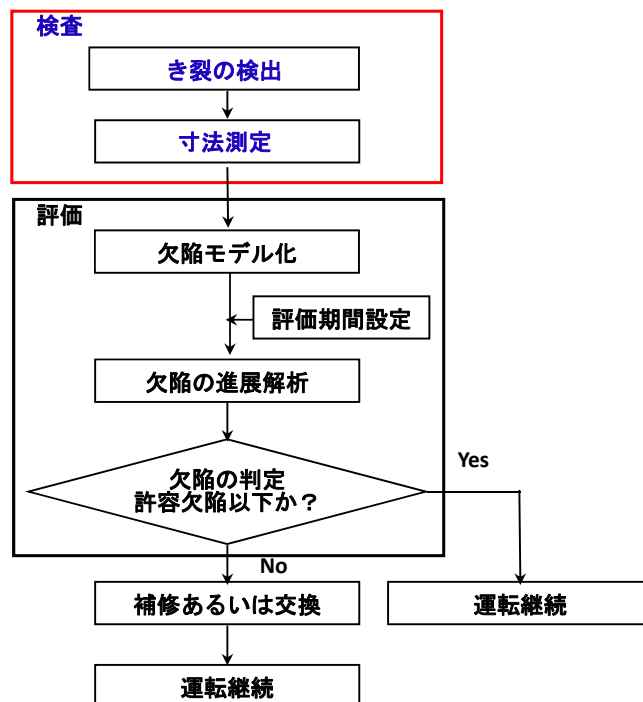 検査
き裂の検出
寸法測定
評価
欠陥モデル化
評価期間設定
欠陥の進展解析
欠陥の判定
許容欠陥以下か？
Yes
No
補修あるいは交換
運転継続
運転継続